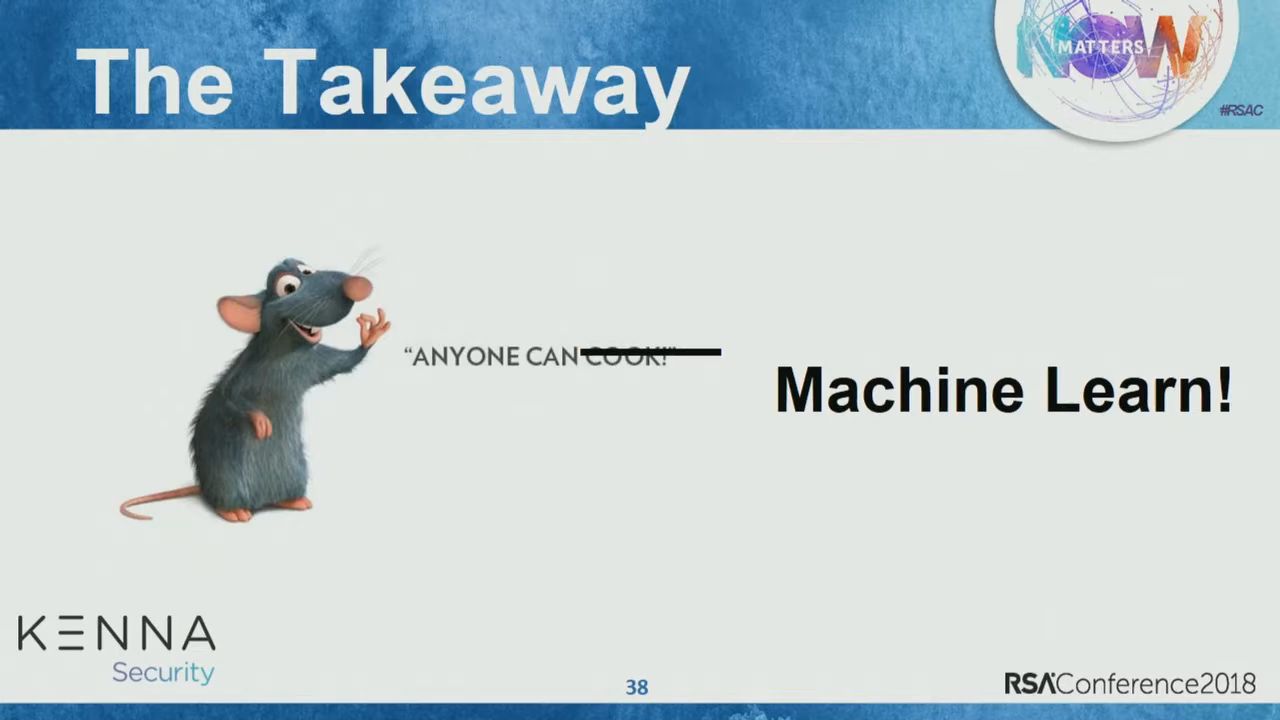 The Takeaway
NOW
MATTERS
#RSAC
“ANYONE CAN COOK!”
Machine Learn!
KENNA
Security
38
RSAConference2018